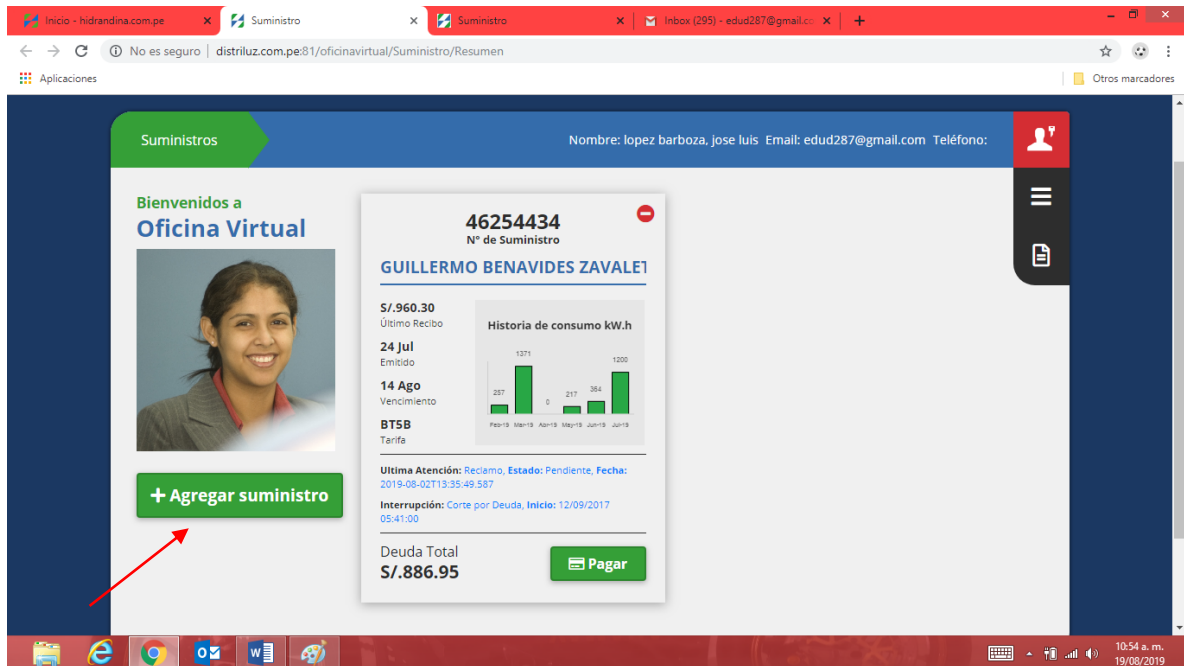 Inicio - hidrandina.com.pe
Suministro
Suministro
Inbox (295) - edud287@gmail.co
No es seguro | distriluz.com.pe:81/oficinavirtual/Suministro/Resumen
Aplicaciones
Otros marcadores
Suministros
Nombre: lopez barboza, jose luis Email: edud287@gmail.com Teléfono:
Bienvenidos a
Oficina Virtual
+ Agregar suministro
46254434
N° de Suministro
GUILLERMO BENAVIDES ZAVALET
S/.960.30
Último Recibo
24 Jul
Emitido
14 Ago
Vencimiento
BT5B
Tarifa
Historia de consumo kW.h
257 1371 0 217 364 1200
Feb-19 Mar-19 Abr-19 May-19 Jun-19 Jul-19
Ultima Atención: Reclamo, Estado: Pendiente, Fecha:
2019-08-02T13:35:49.587
Interrupción: Corte por Deuda, Inicio: 12/09/2017
05:41:00
Deuda Total
S/.886.95
Pagar
10:54 a. m.
19/08/2019